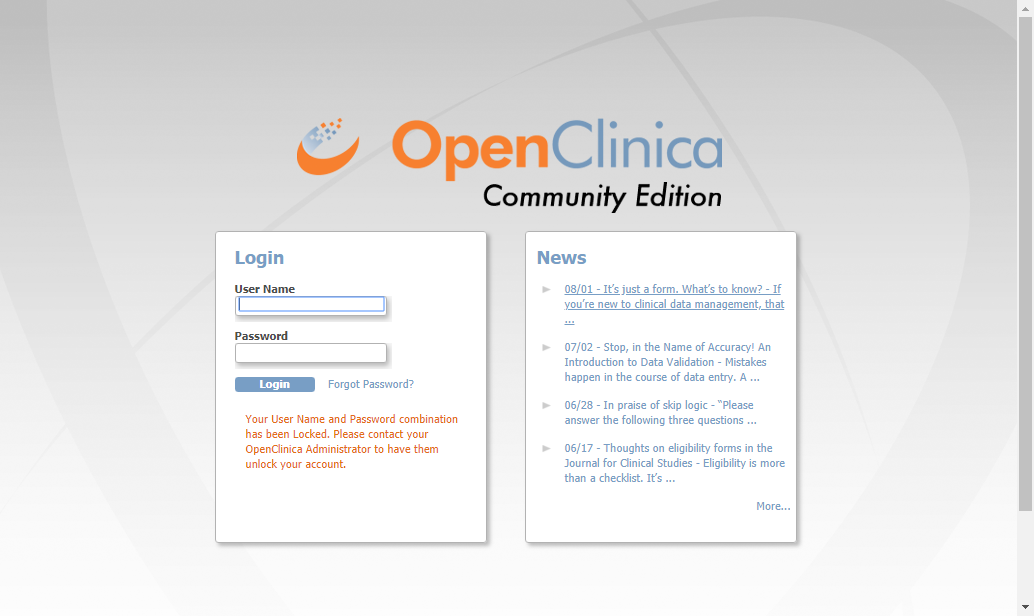 OpenClinica
Community Edition
Login
User Name
Password
Login Forgot Password?
Your User Name and Password combination
has been Locked. Please contact your
OpenClinica Administrator to have them
unlock your account.
News
08/01 - It’s just a form. What’s to know? - If
you’re new to clinical data management, that
...
07/02 - Stop, in the Name of Accuracy! An
Introduction to Data Validation - Mistakes
happen in the course of data entry. A ...
06/28 - In praise of skip logic - “Please
answer the following three questions ...
06/17 - Thoughts on eligibility forms in the
Journal for Clinical Studies - Eligibility is more
than a checklist. It’s ...
More...